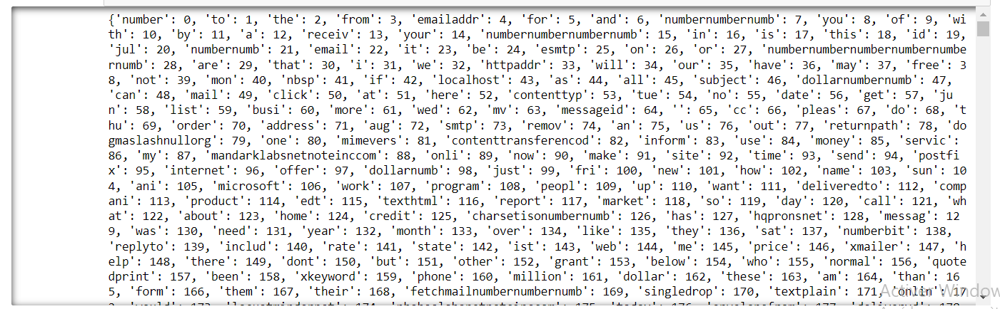 {'number': 0, 'to': 1, 'the': 2, 'from': 3, 'emailaddr': 4, 'for': 5, 'and': 6, 'numbernumbernumb': 7, 'you': 8, 'of': 9, 'wi
th': 10, 'by': 11, 'a': 12, 'receiv': 13, 'your': 14, 'numbernumbernumbernumb': 15, 'in': 16, 'is': 17, 'this': 18, 'id': 19,
'jul': 20, 'numbernumb': 21, 'email': 22, 'it': 23, 'be': 24, 'esmtp': 25, 'on': 26, 'or': 27, 'numbernumbernumbernumbernumbe
rnumb': 28, 'are': 29, 'that': 30, 'i': 31, 'we': 32, 'httpaddr': 33, 'will': 34, 'our': 35, 'have': 36, 'may': 37, 'free': 3
8, 'not': 39, 'mon': 40, 'nbsp': 41, 'if': 42, 'localhost': 43, 'as': 44, 'all': 45, 'subject': 46, 'dollarnumbernumb': 47,
'can': 48, 'mail': 49, 'click': 50, 'at': 51, 'here': 52, 'contenttyp': 53, 'tue': 54, 'no': 55, 'date': 56, 'get': 57, 'ju
n': 58, 'list': 59, 'busi': 60, 'more': 61, 'wed': 62, 'mv': 63, 'messageid': 64, '': 65, 'cc': 66, 'pleas': 67, 'do': 68, 't
hu': 69, 'order': 70, 'address': 71, 'aug': 72, 'smtp': 73, 'remov': 74, 'an': 75, 'us': 76, 'out': 77, 'returnpath': 78, 'do
gmaslashnullorg': 79, 'one': 80, 'mimevers': 81, 'contenttransferencod': 82, 'inform': 83, 'use': 84, 'money': 85, 'servic':
86, 'my': 87, 'mandarklabsnetnoteinccom': 88, 'onli': 89, 'now': 90, 'make': 91, 'site': 92, 'time': 93, 'send': 94, 'postfi
x': 95, 'internet': 96, 'offer': 97, 'dollarnumb': 98, 'just': 99, 'fri': 100, 'new': 101, 'how': 102, 'name': 103, 'sun': 10
4, 'ani': 105, 'microsoft': 106, 'work': 107, 'program': 108, 'peopl': 109, 'up': 110, 'want': 111, 'deliveredto': 112, 'comp
ani': 113, 'product': 114, 'edt': 115, 'texthtml': 116, 'report': 117, 'market': 118, 'so': 119, 'day': 120, 'call': 121, 'wh
at': 122, 'about': 123, 'home': 124, 'credit': 125, 'charsetisonumbernumb': 126, 'has': 127, 'hqpronsnet': 128, 'messag': 12
9, 'was': 130, 'need': 131, 'year': 132, 'month': 133, 'over': 134, 'like': 135, 'they': 136, 'sat': 137, 'numberbit': 138,
'replyto': 139, 'includ': 140, 'rate': 141, 'state': 142, 'ist': 143, 'web': 144, 'me': 145, 'price': 146, 'xmailer': 147, 'h
elp': 148, 'there': 149, 'dont': 150, 'but': 151, 'other': 152, 'grant': 153, 'below': 154, 'who': 155, 'normal': 156, 'quote
dprint': 157, 'been': 158, 'xkeyword': 159, 'phone': 160, 'million': 161, 'dollar': 162, 'these': 163, 'am': 164, 'than': 16
5, 'form': 166, 'them': 167, 'their': 168, 'fetchmailnumbernumbernumb': 169, 'singledrop': 170, 'textplain': 171, 'onlin': 17
Activer Window